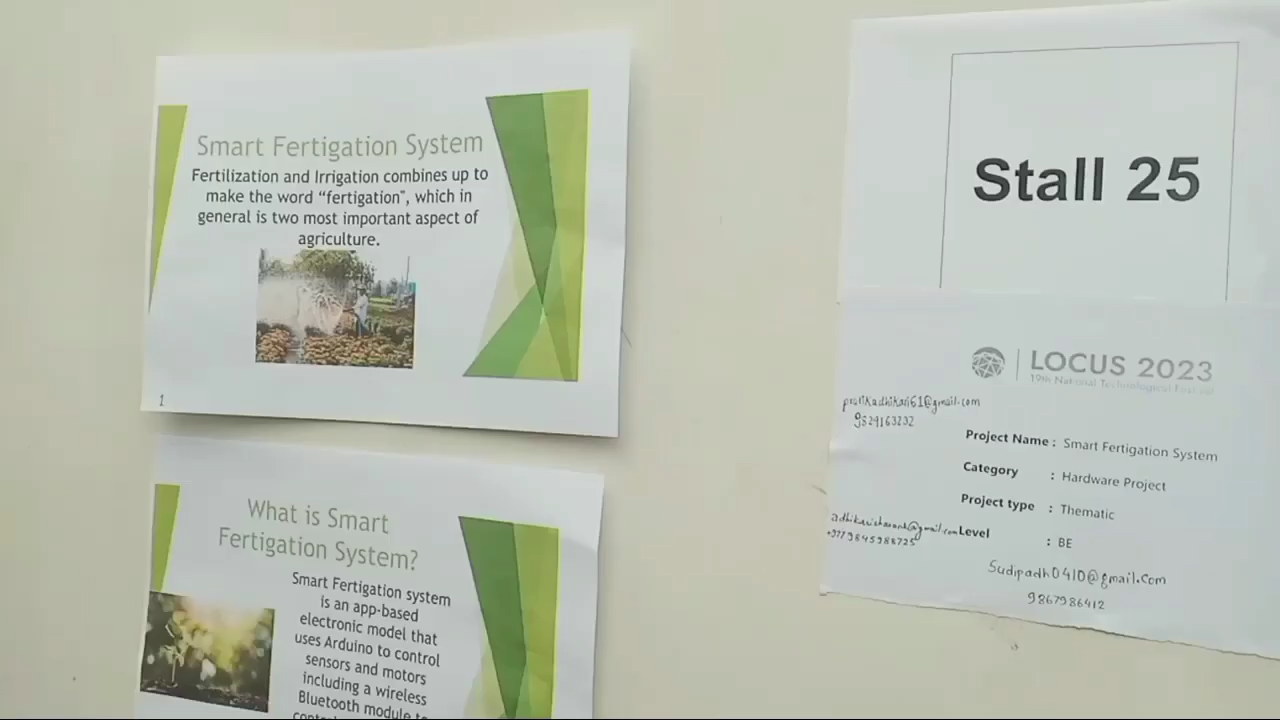 Smart Fertigation System
Fertilization and Irrigation combines up to
make the word “fertigation”, which in
general is two most important aspect of
agriculture.
1
What is Smart
Fertigation System?
Smart Fertigation system
is an app-based
electronic model that
uses Arduino to control
sensors and motors
including a wireless
Bluetooth module to
Stall 25
LOCUS 2023
19th National Technological Festival
9829163232
Project Name : Smart Fertigation System
Category : Hardware Project
Project type : Thematic
Level : BE
Sudipadh0410@gmail.com
9867986412